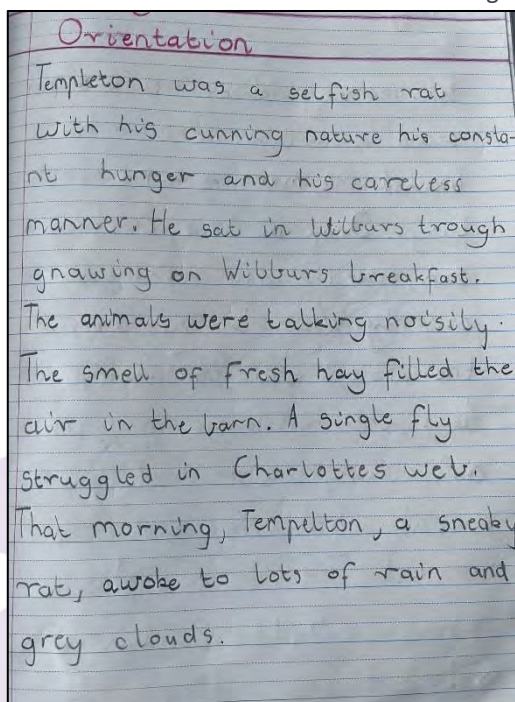 Orientation
Templeton was a selfish rat
with his cunning nature his consta-
nt hunger and his careless
manner. He sat in Wilburs trough
gnawing on Wilburs breakfast.
The animals were talking noisily.
The smell of fresh hay filled the
air in the barn. A single fly
struggled in Charlottes web.
That morning, Tempelton, a sneaky
rat, awoke to lots of rain and
grey clouds.